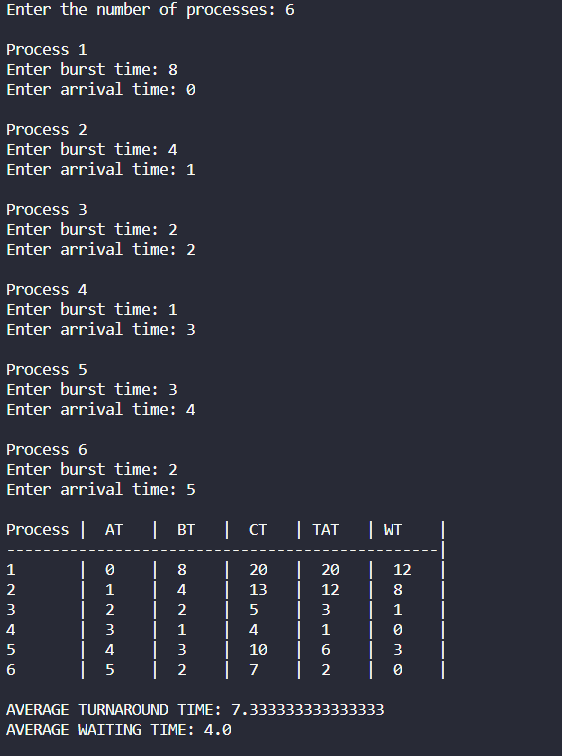 Enter the number of processes: 6
Process 1
Enter burst time: 8
Enter arrival time: 0
Process 2
Enter burst time: 4
Enter arrival time: 1
Process 3
Enter burst time: 2
Enter arrival time: 2
Process 4
Enter burst time: 1
Enter arrival time: 3
Process 5
Enter burst time: 3
Enter arrival time: 4
Process 6
Enter burst time: 2
Enter arrival time: 5
Process | AT | BT | CT | TAT | WT |
------------------------------------------------|
1 | 0 | 8 | 20 | 20 | 12 |
2 | 1 | 4 | 13 | 12 | 8 |
3 | 2 | 2 | 5 | 3 | 1 |
4 | 3 | 1 | 4 | 1 | 0 |
5 | 4 | 3 | 10 | 6 | 3 |
6 | 5 | 2 | 7 | 2 | 0 |
AVERAGE TURNAROUND TIME: 7.333333333333333
AVERAGE WAITING TIME: 4.0